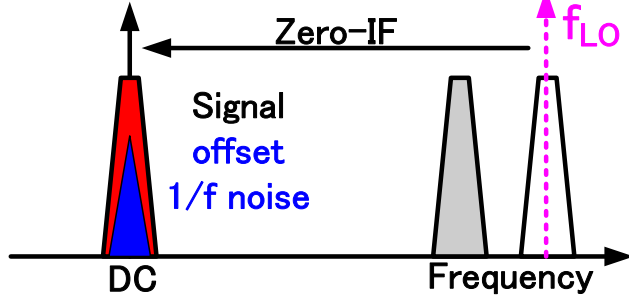 Zero-IF
fLO
Signal
offset
1/f noise
DC
Frequency